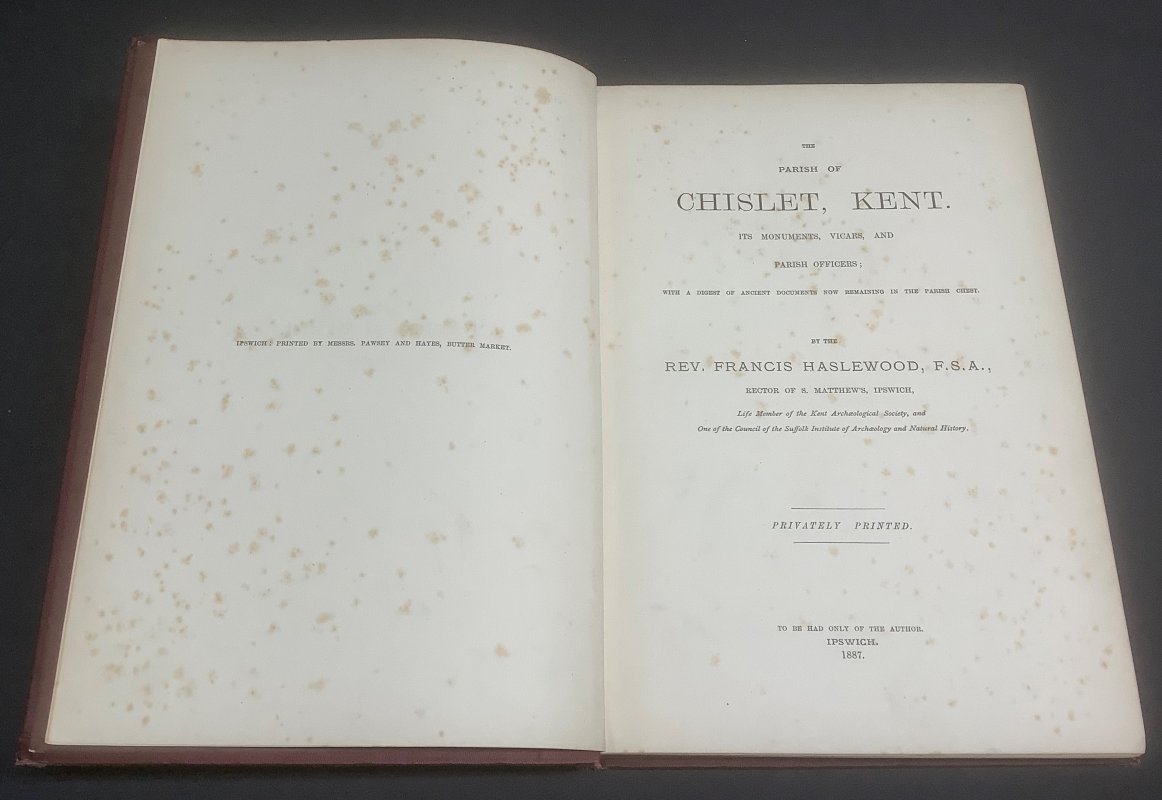 IPSWICH: PRINTED BY MESSRS. PAWSEY AND HAYES, BUTTER MARKET.
THE
PARISH OF
CHISLET, KENT.
ITS MONUMENTS, VICARS, AND
PARISH OFFICERS;
WITH A DIGEST OF ANCIENT DOCUMENTS NOW REMAINING IN THE PARISH CHEST.
BY THE
REV. FRANCIS HASLEWOOD, F.S.A.,
RECTOR OF S. MATTHEW'S, IPSWICH,
Life Member of the Kent Archæological Society, and
One of the Council of the Suffolk Institute of Archæology and Natural History.
PRIVATELY PRINTED.
TO BE HAD ONLY OF THE AUTHOR.
IPSWICH.
1887.